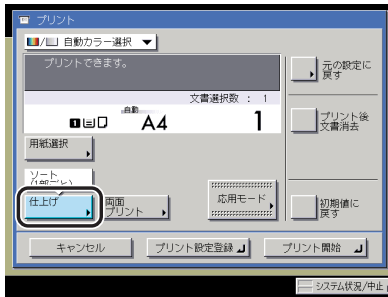 プリント
自動カラー選択
プリントできます。
元の設定に
戻す
文書選択数 : 1
自動
A4
1
プリント後
文書消去
用紙選択
ソート
(1部ごと)
仕上げ
両面
プリント
応用モード
初期値に
戻す
キャンセル
プリント設定登録
プリント開始
システム状況/中止